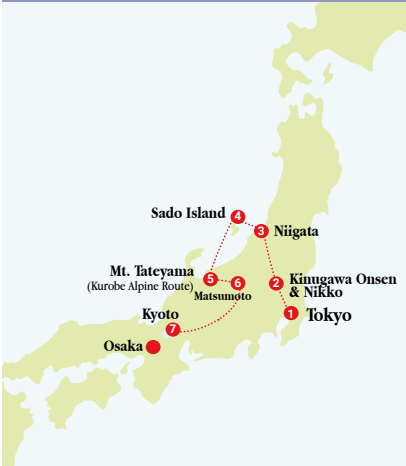 Sado Island
4
3
Niigata
Mt. Tateyama
(Kurobe Alpine Route)
5
6
Matsumoto
2
Kinugawa Onsen
& Nikko
1
Tokyo
Kyoto
7
Osaka